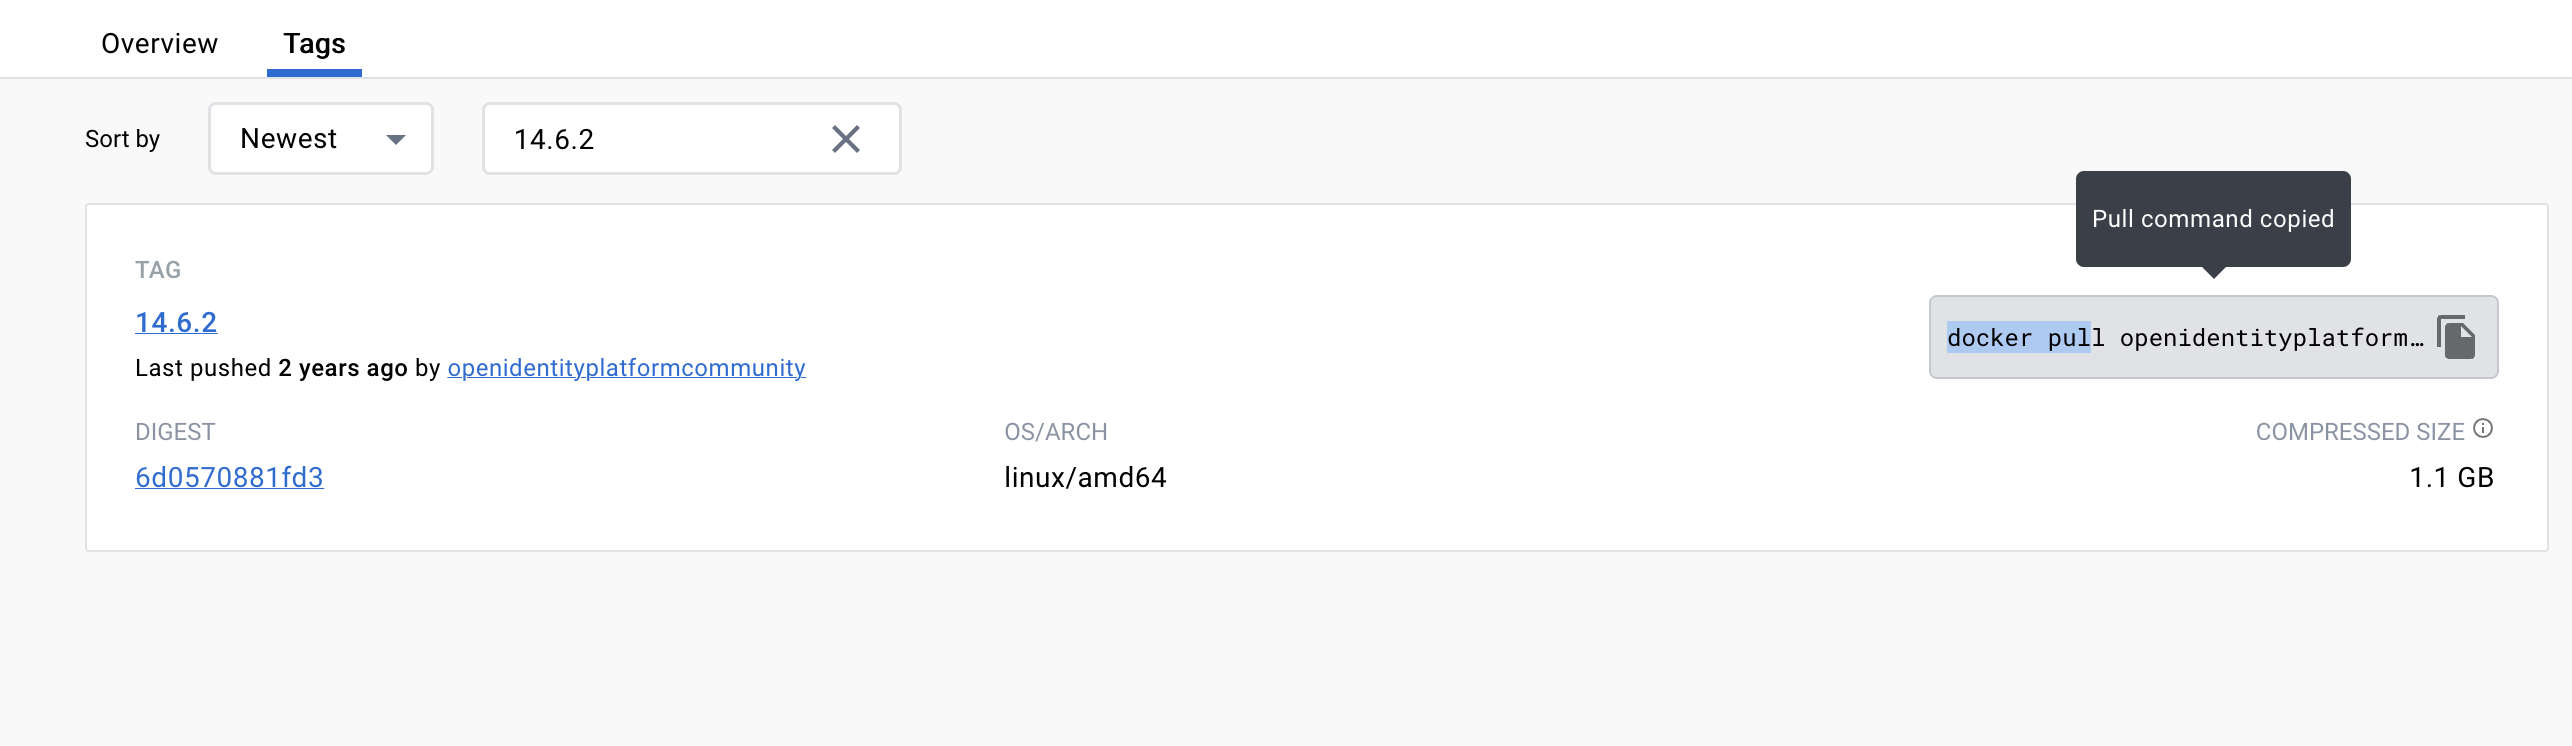 Overview Tags
Sort by Newest 14.6.2
Pull command copied
TAG
14.6.2
docker pull openidentityplatform…
Last pushed 2 years ago by openidentityplatformcommunity
DIGEST OS/ARCH COMPRESSED SIZE
6d0570881fd3 linux/amd64 1.1 GB